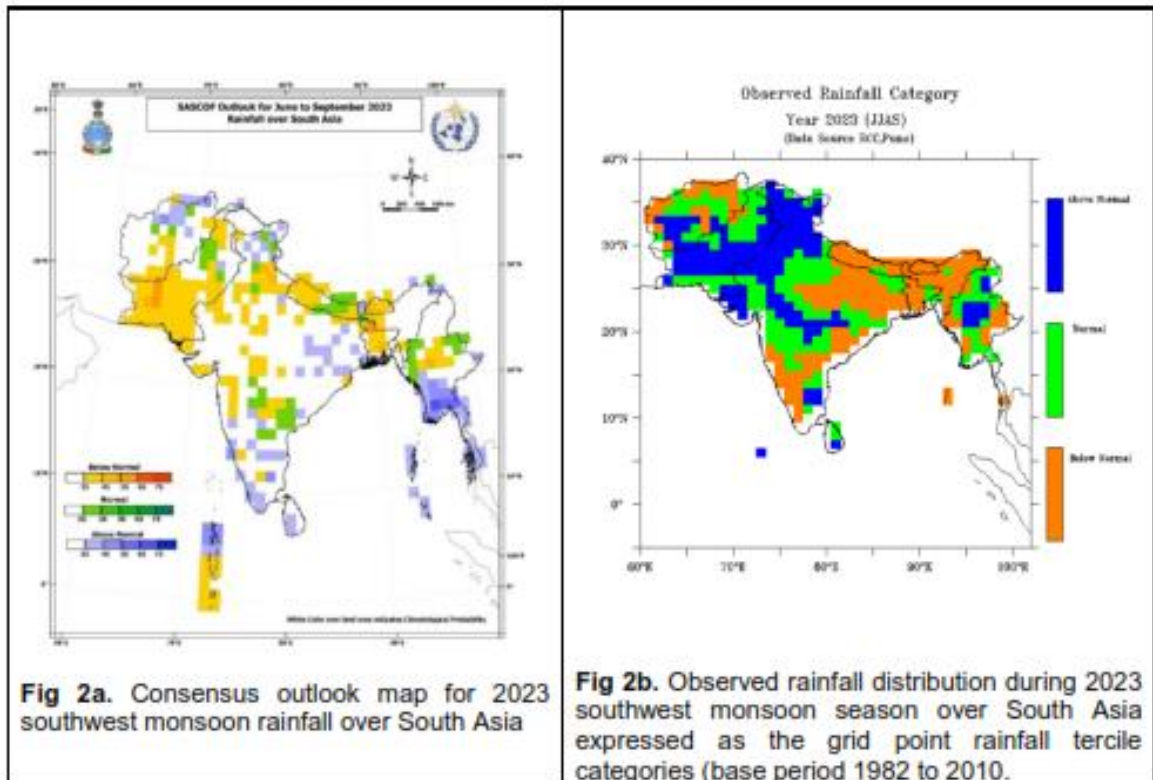 SASCOF Outlook for June to September 2023
Rainfall over South Asia
N
W
Below Normal
Normal
Above Normal
White Color over land area indicates Climatological Probability
Fig 2a. Consensus outlook map for 2023
southwest monsoon rainfall over South Asia
Observed Rainfall Category
Year 2023 (JJAS)
(Data Source RCC,Pune)
40°N
30°N
20°N
10°N
0°
60°E
70°E
80°E
90°E
100°E
Above Normal
Normal
Below Normal
Fig 2b. Observed rainfall distribution during 2023
southwest monsoon season over South Asia
expressed as the grid point rainfall tercile
categories (base period 1982 to 2010.